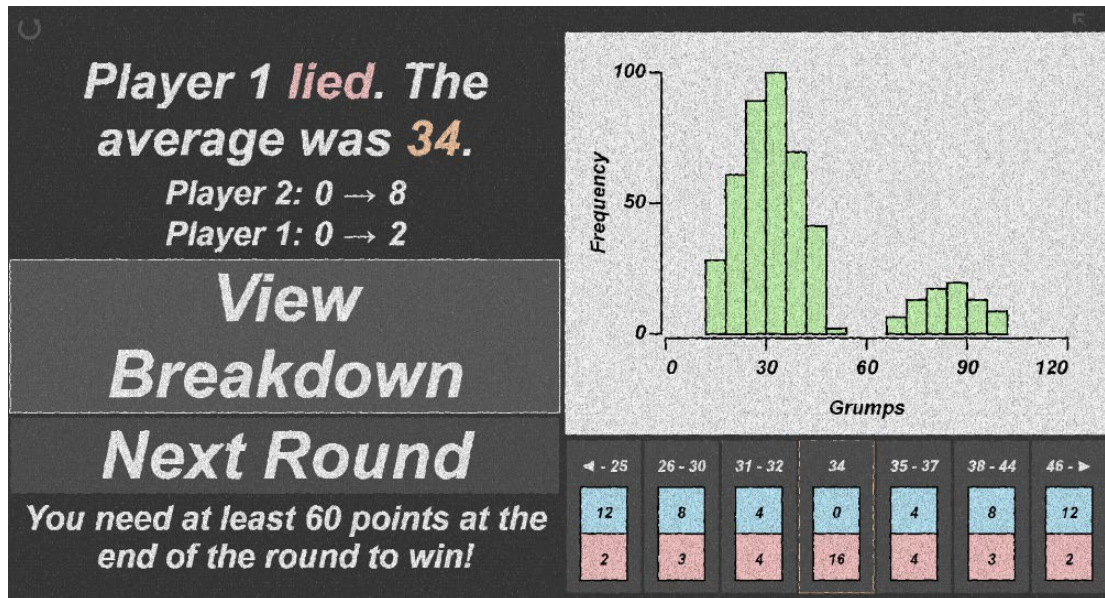 Player 1 lied. The
average was 34.
Player 2: 0 → 8
Player 1: 0 → 2
View
Breakdown
Next Round
You need at least 60 points at the
end of the round to win!
100
50
0
Frequency
0 30 60 90 120
Grumps
◄ - 25 26 - 30 31 - 32 34 35 - 37 38 - 44 46 - ►
12 8 4 0 4 8 12
2 3 4 16 4 3 2